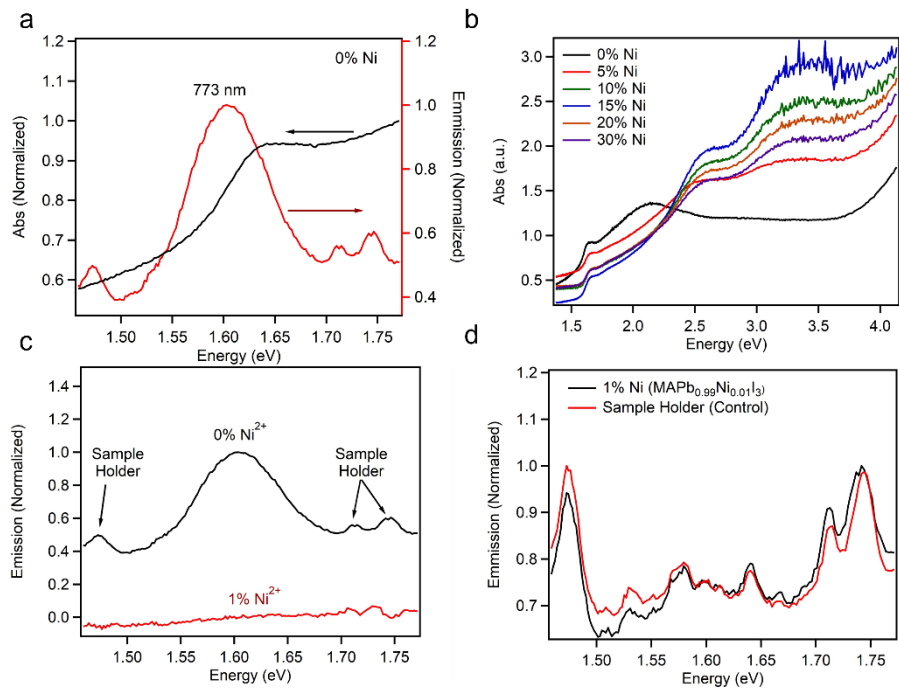 a
0% Ni
773 nm
Abs (Normalized)
1.2
1.1
1.0
0.9
0.8
0.7
0.6
1.2
1.0
0.8
0.6
0.4
Emmission (Normalized)
1.50
1.55
1.60
1.65
1.70
1.75
Energy (eV)
b
0% Ni
5% Ni
10% Ni
15% Ni
20% Ni
30% Ni
Abs (a.u.)
3.0
2.5
2.0
1.5
1.0
0.5
1.5
2.0
2.5
3.0
3.5
4.0
Energy (eV)
c
0% Ni2+
Sample
Holder
Sample
Holder
1% Ni2+
Emission (Normalized)
1.4
1.2
1.0
0.8
0.6
0.4
0.2
0.0
1.50
1.55
1.60
1.65
1.70
1.75
Energy (eV)
d
1% Ni (MAPb0.99Ni0.01I3)
Sample Holder (Control)
Emmission (Normalized)
1.2
1.1
1.0
0.9
0.8
0.7
1.50
1.55
1.60
1.65
1.70
1.75
Energy (eV)